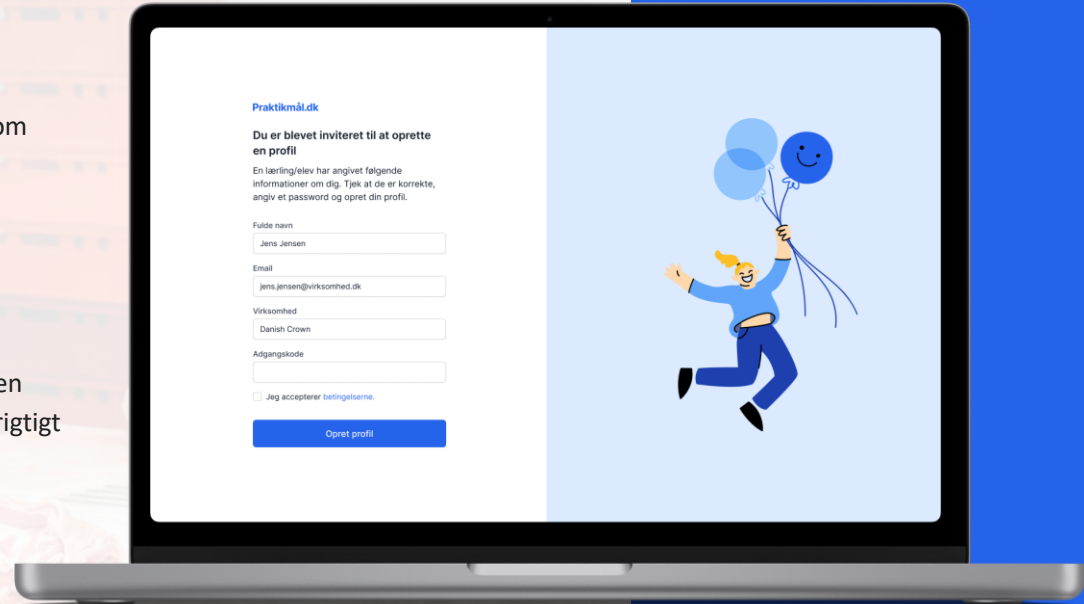 om
en
rigtigt
Praktikmål.dk
Du er blevet inviteret til at oprette
en profil
En lærling/elev har angivet følgende
informationer om dig. Tjek at de er korrekte,
angiv et password og opret din profil.
Fulde navn
Jens Jensen
Email
jens.jensen@virksomhed.dk
Virksomhed
Danish Crown
Adgangskode
Jeg accepterer betingelserne.
Opret profil